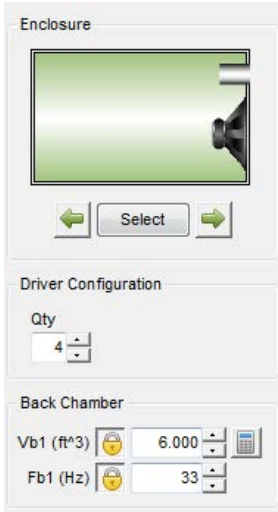 Enclosure
Select
Driver Configuration
Qty
4
Back Chamber
Vb1 (ft^3) 6.000
Fb1 (Hz) 33